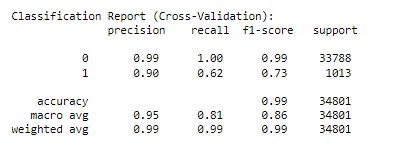 Classification Report (Cross-Validation):
precision recall f1-score support
0 0.99 1.00 0.99 33788
1 0.90 0.62 0.73 1013
accuracy 0.99 34801
macro avg 0.95 0.81 0.86 34801
weighted avg 0.99 0.99 0.99 34801